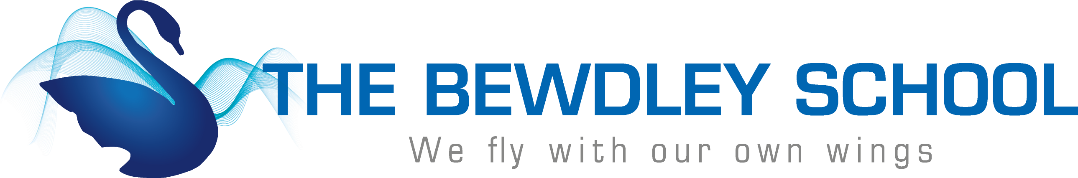 THE BEWDLEY SCHOOL
We fly with our own wings